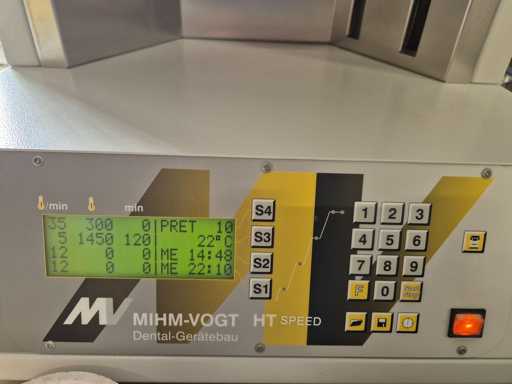 /min min
35 300 0 PRET 10
5 1450 120 22°C
12 0 0 ME 14:48
12 0 0 ME 22:10
S4
S3
S2
S1
1 2 3
4 5 6
7 8 9
F 0
MV MIHM-VOGT HT SPEED
Dental-Gerätebau